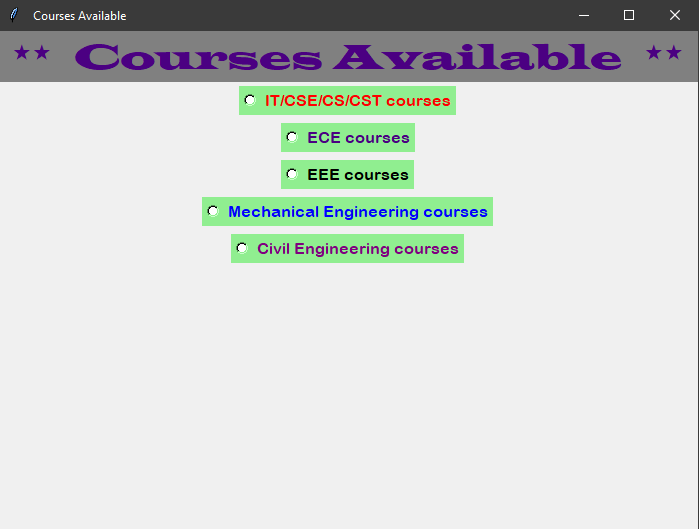 Courses Available
★★ Courses Available ★★
IT/CSE/CS/CST courses
ECE courses
EEE courses
Mechanical Engineering courses
Civil Engineering courses